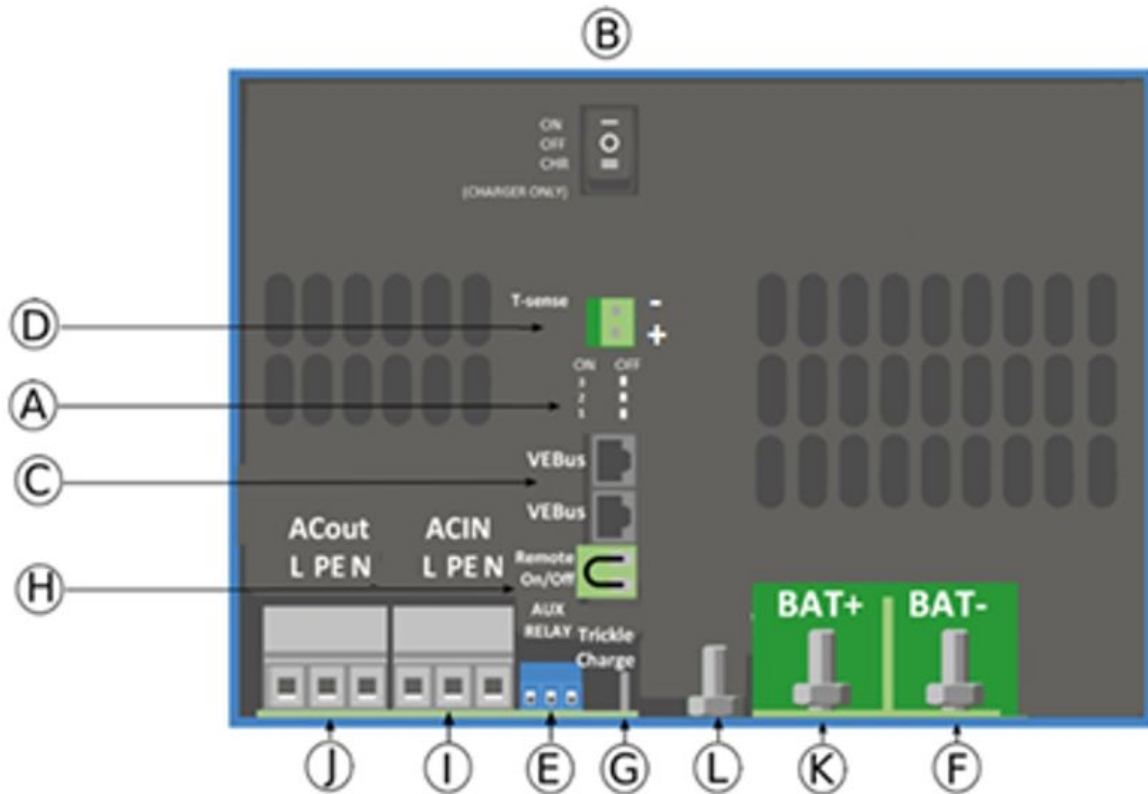 B
ON
OFF
CHR
(CHARGER ONLY)
T-sense
-
+
D
ON OFF
3
2
1
A
VEBus
C
VEBus
ACout ACIN
L PE N L PE N
Remote
On/Off
H
AUX
RELAY
Trickle
Charge
BAT+ BAT-
J I E G L K F